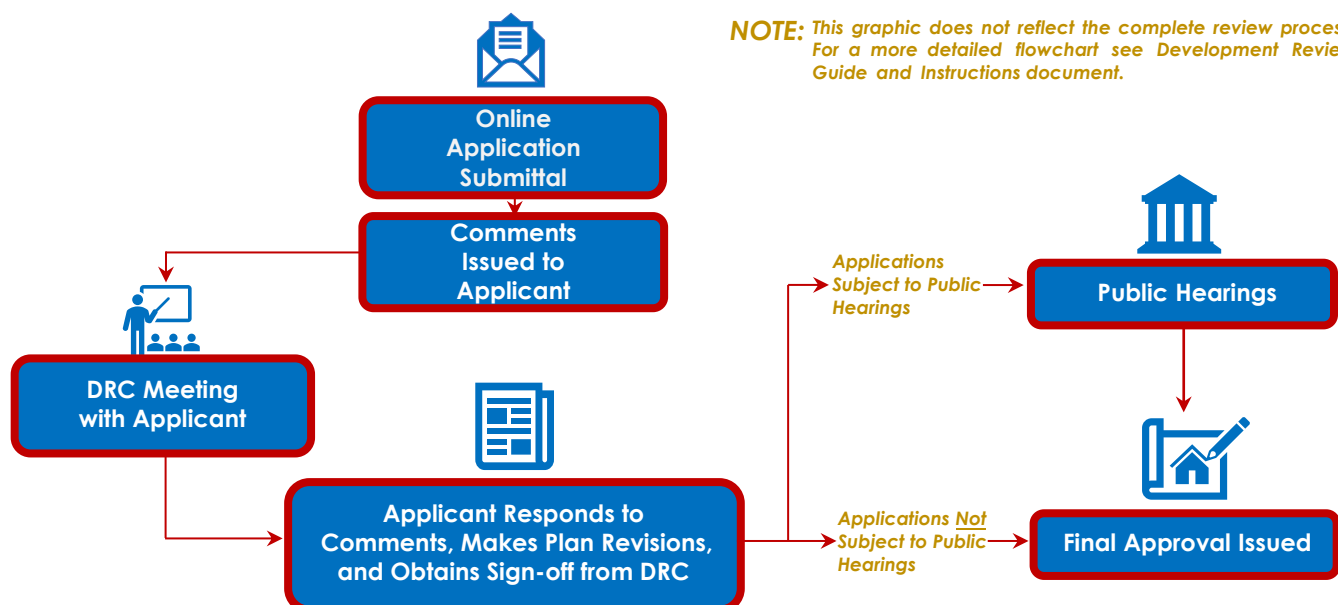 NOTE: This graphic does not reflect the complete review proces
For a more detailed flowchart see Development Revie
Guide and Instructions document.
Online
Application
Submittal
Comments
Issued to
Applicant
DRC Meeting
with Applicant
Applicant Responds to
Comments, Makes Plan Revisions,
and Obtains Sign-off from DRC
Applications
Subject to Public
Hearings
Public Hearings
Applications Not
Subject to Public
Hearings
Final Approval Issued